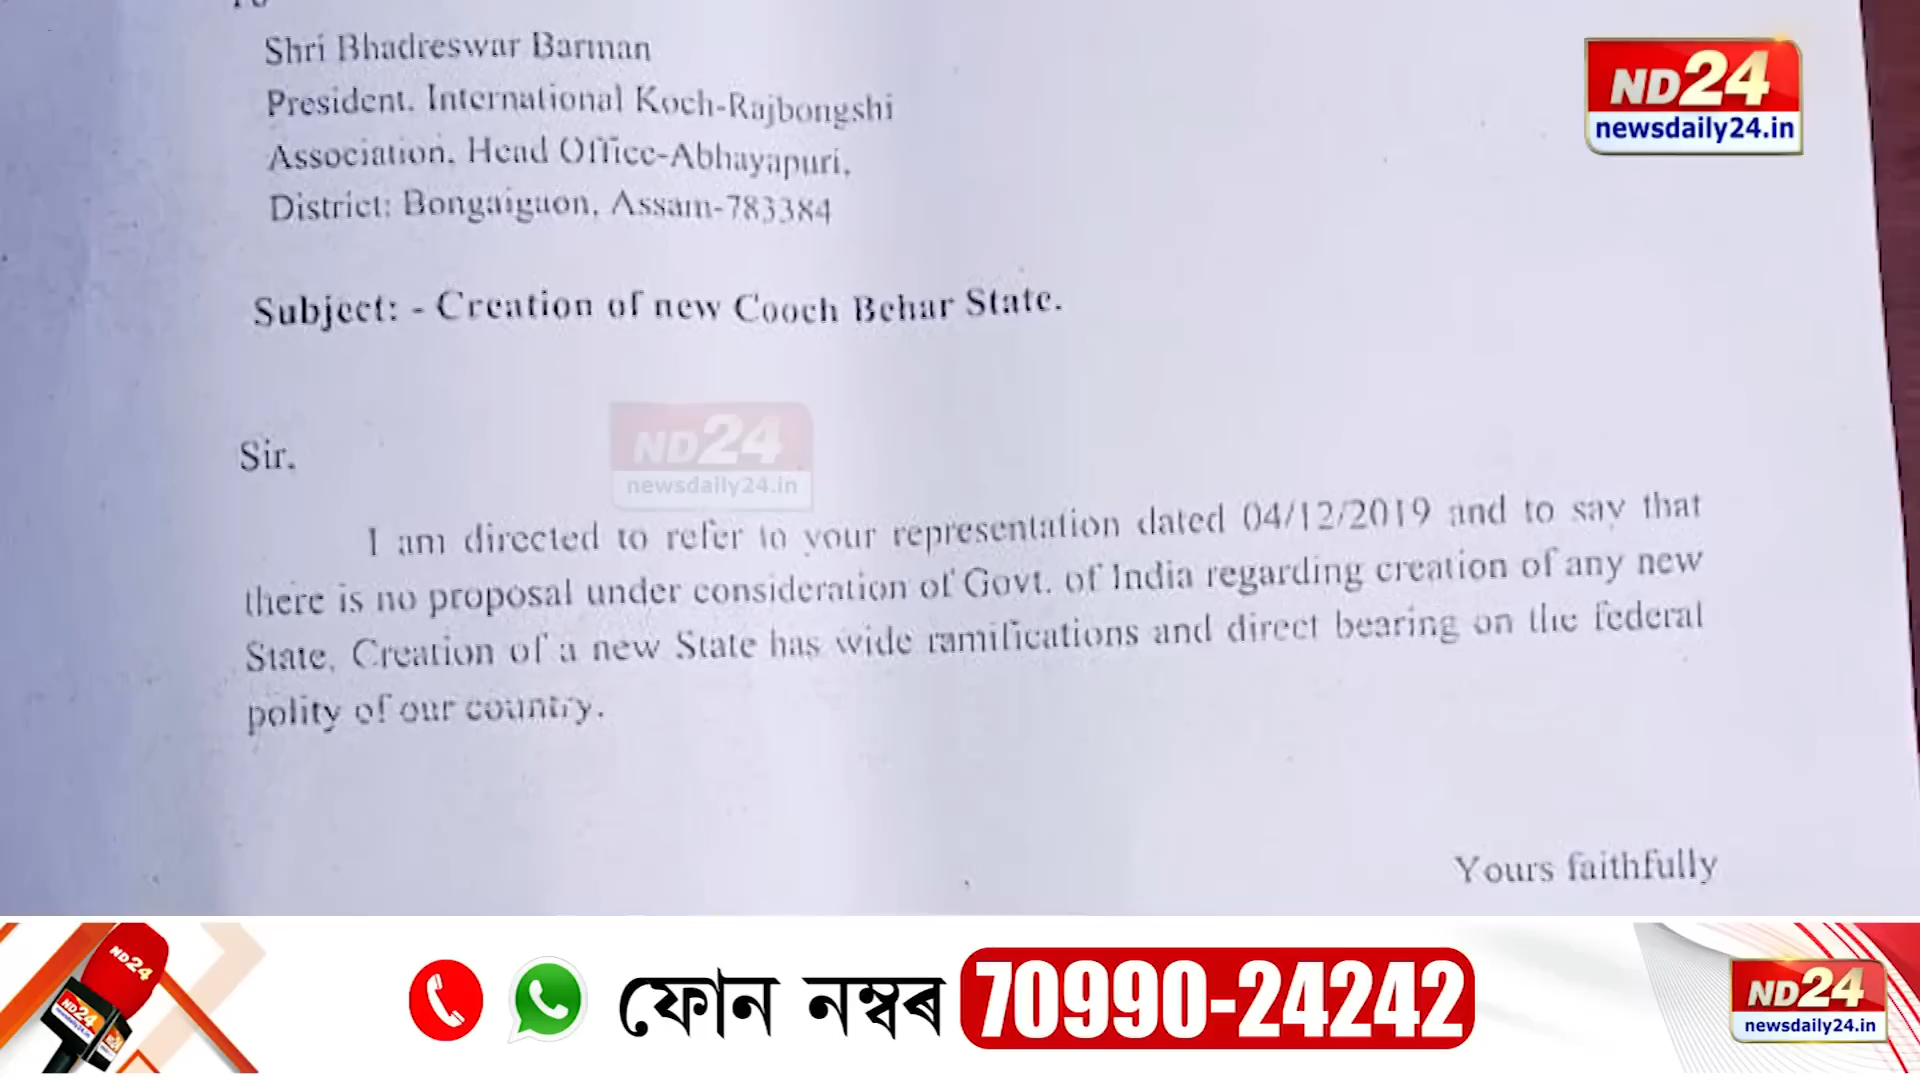 Shri Bhadreswar Barman
President, International Koch-Rajbongshi
Association, Head Office-Abhayapuri,
District: Bongaigaon, Assam-783384
Subject: - Creation of new Cooch Behar State.
Sir,
I am directed to refer to your representation dated 04/12/2019 and to say that
there is no proposal under consideration of Govt. of India regarding creation of any new
State, Creation of a new State has wide ramifications and direct bearing on the federal
polity of our country.
Yours faithfully
ND24
newsdaily24.in
ND24
newsdaily24.in
ND24
ND24
ফোন নম্বৰ 70990-24242
ND24
newsdaily24.in